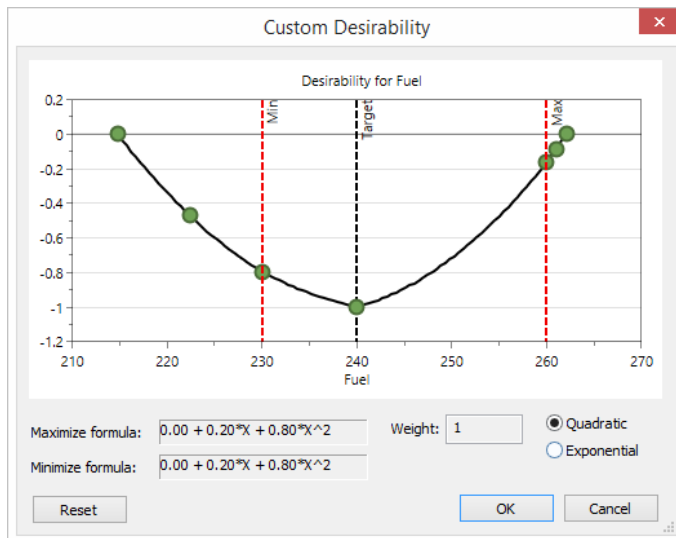 Custom Desirability
Desirability for Fuel
0.2
0
-0.2
-0.4
-0.6
-0.8
-1
-1.2
Min
Target
Max
210
220
230
240
250
260
270
Fuel
Maximize formula: 0.00 + 0.20*X + 0.80*X^2
Weight: 1
Quadratic
Exponential
Minimize formula: 0.00 + 0.20*X + 0.80*X^2
Reset
OK
Cancel